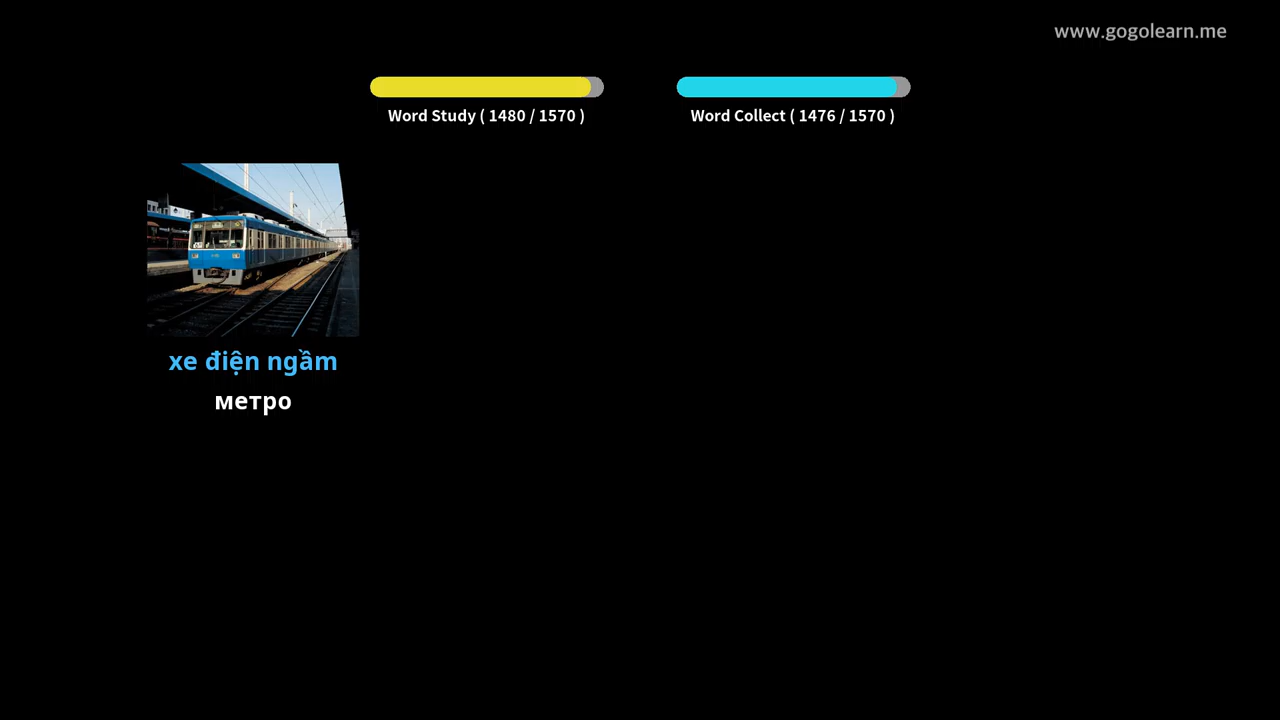 www.gogolearn.me
Word Study ( 1480 / 1570 )
Word Collect ( 1476 / 1570 )
xe điện ngầm
метро